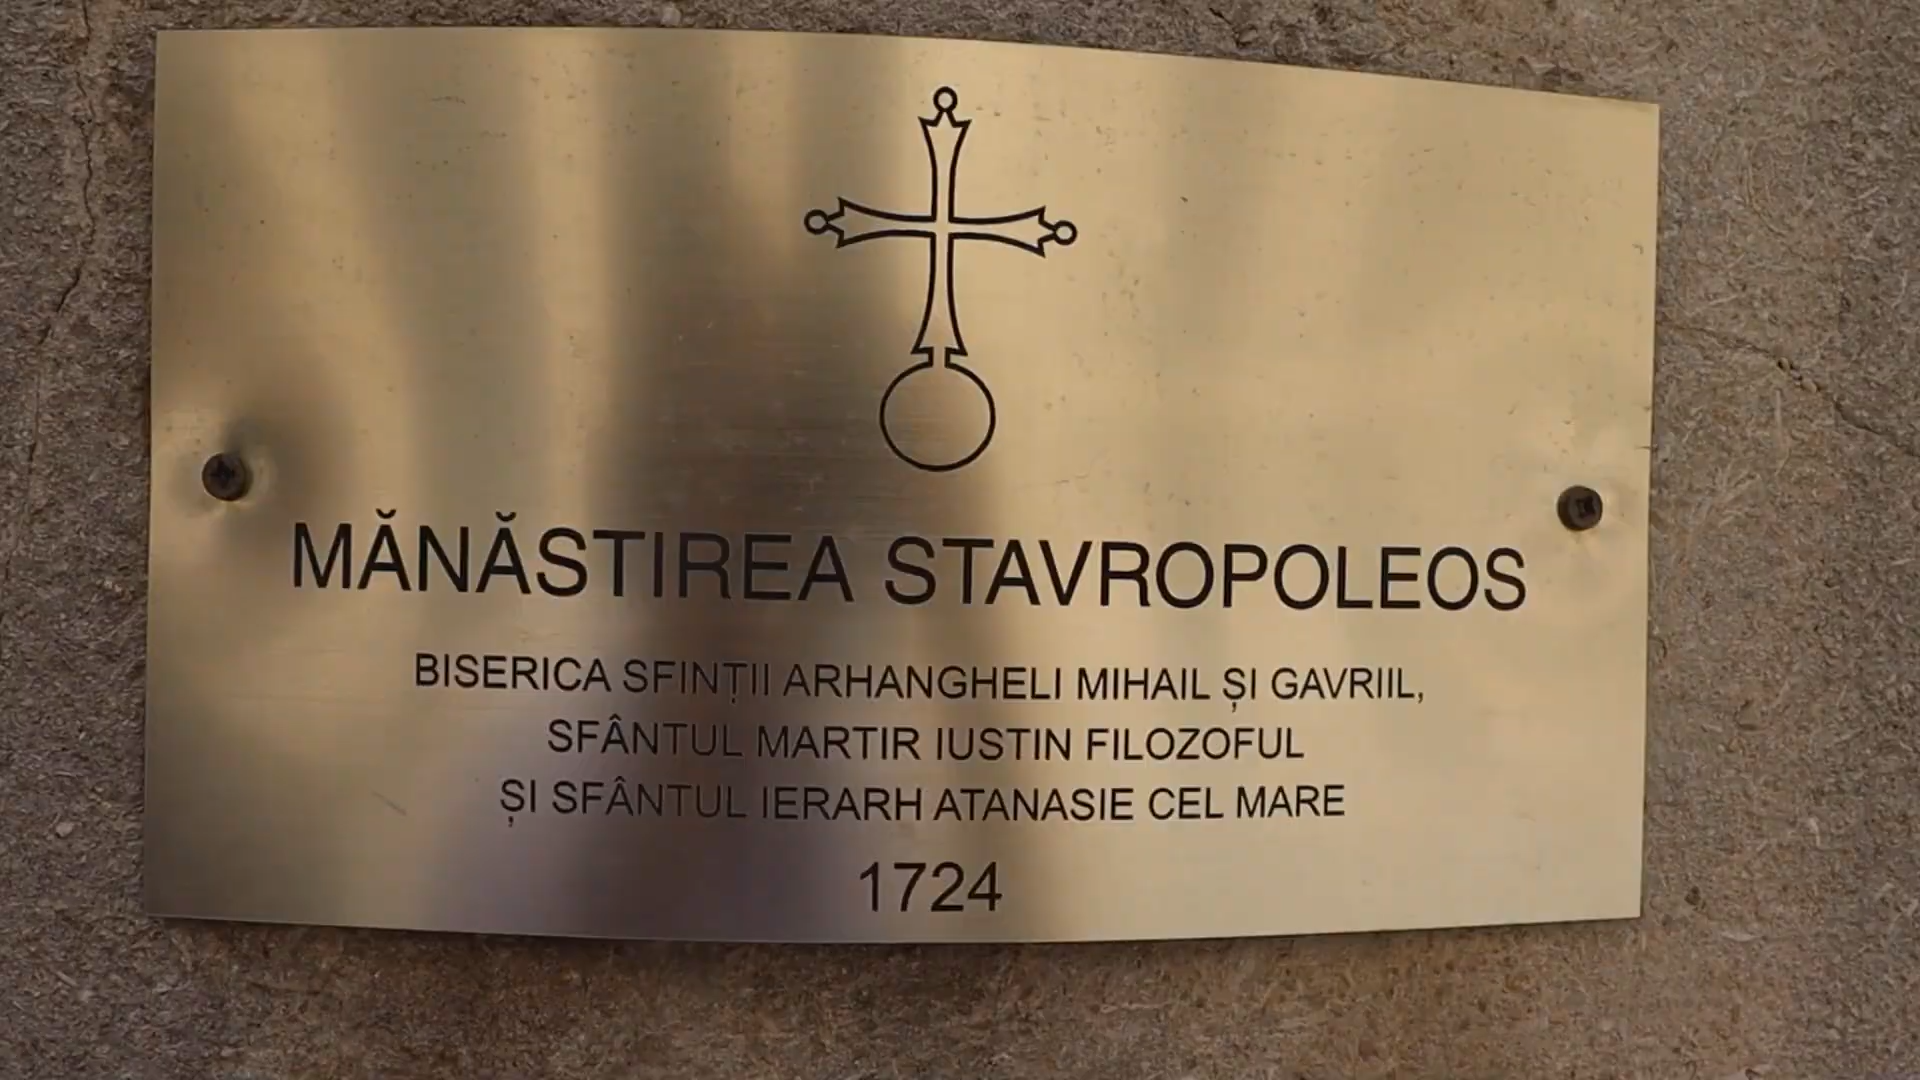 MĂNĂSTIREA STAVROPOLEOS
BISERICA SFINȚII ARHANGHELI MIHAIL ȘI GAVRIIL,
SFÂNTUL MARTIR IUSTIN FILOZOFUL
ȘI SFÂNTUL IERARH ATANASIE CEL MARE
1724